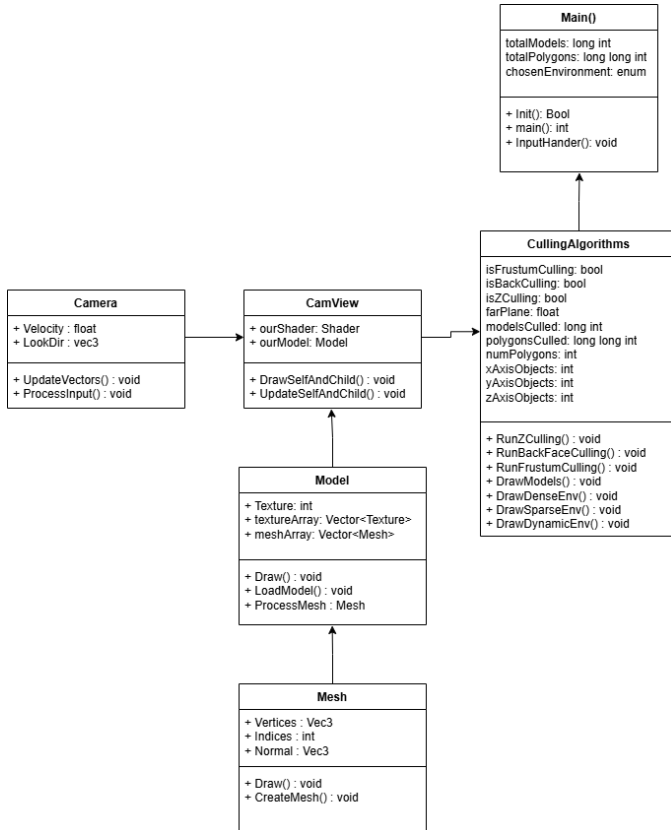 Main()
totalModels: long int
totalPolygons: long long int
chosenEnvironment: enum
+ Init(): Bool
+ main(): int
+ InputHander(): void
CullingAlgorithms
isFrustumCulling: bool
isBackCulling: bool
isZCulling: bool
farPlane: float
modelsCulled: long int
polygonsCulled: long long int
numPolygons: int
xAxisObjects: int
yAxisObjects: int
zAxisObjects: int
+ RunZCulling() : void
+ RunBackFaceCulling() : void
+ RunFrustumCulling() : void
+ DrawModels() : void
+ DrawDenseEnv() : void
+ DrawSparseEnv() : void
+ DrawDynamicEnv() : void
Camera
+ Velocity : float
+ LookDir : vec3
+ UpdateVectors() : void
+ ProcessInput() : void
CamView
+ ourShader: Shader
+ ourModel: Model
+ DrawSelfAndChild() : void
+ UpdateSelfAndChild() : void
Model
+ Texture: int
+ textureArray: Vector<Texture>
+ meshArray: Vector<Mesh>
+ Draw() : void
+ LoadModel() : void
+ ProcessMesh : Mesh
Mesh
+ Vertices : Vec3
+ Indices : int
+ Normal : Vec3
+ Draw() : void
+ CreateMesh() : void